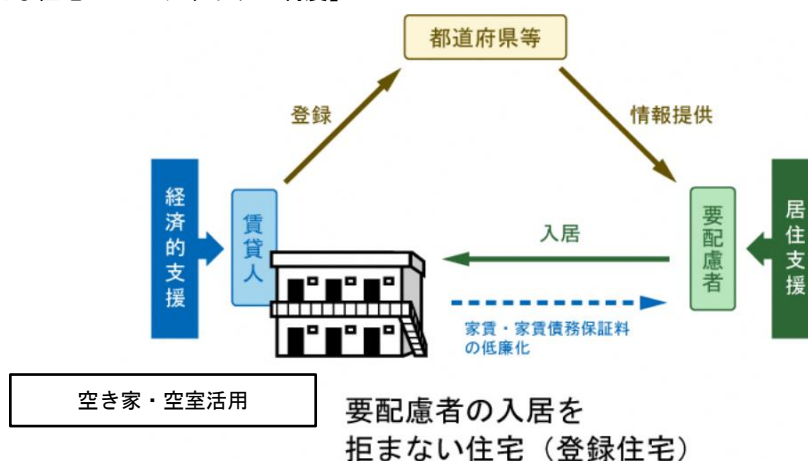 都道府県等
登録
情報提供
経済的支援
賃貸人
入居
要配慮者
居住支援
家賃・家賃債務保証料
の低廉化
空き家・空室活用
要配慮者の入居を
拒まない住宅（登録住宅）